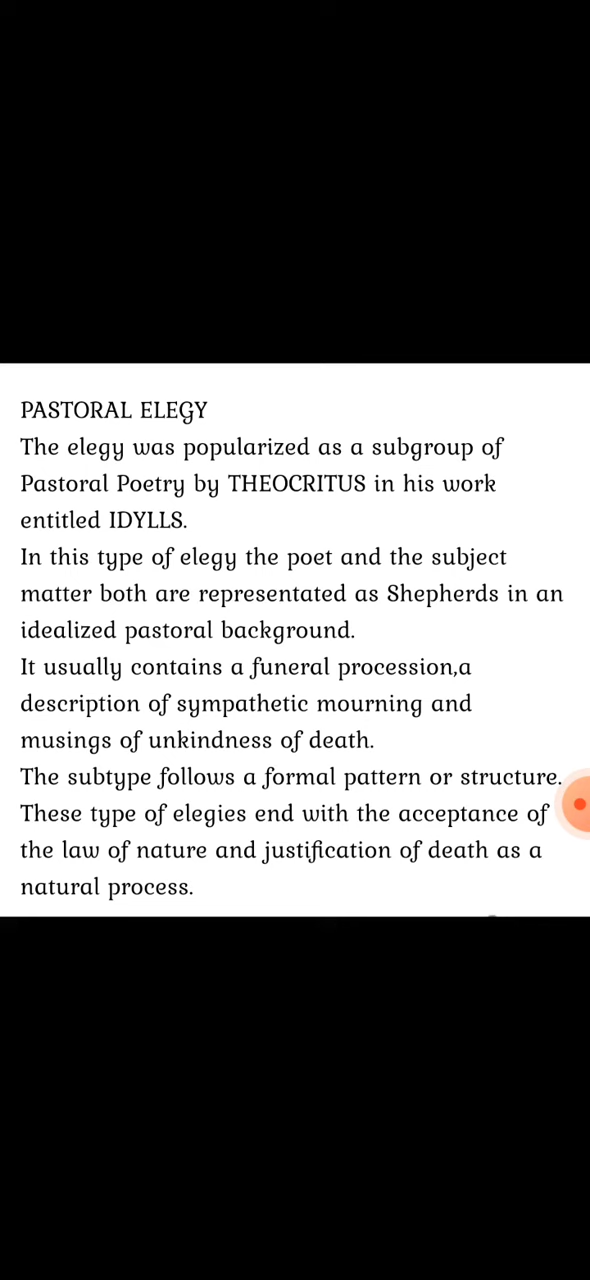 PASTORAL ELEGY
The elegy was popularized as a subgroup of
Pastoral Poetry by THEOCRITUS in his work
entitled IDYLLS.
In this type of elegy the poet and the subject
matter both are representated as Shepherds in an
idealized pastoral background.
It usually contains a funeral procession,a
description of sympathetic mourning and
musings of unkindness of death.
The subtype follows a formal pattern or structure.
These type of elegies end with the acceptance of
the law of nature and justification of death as a
natural process.